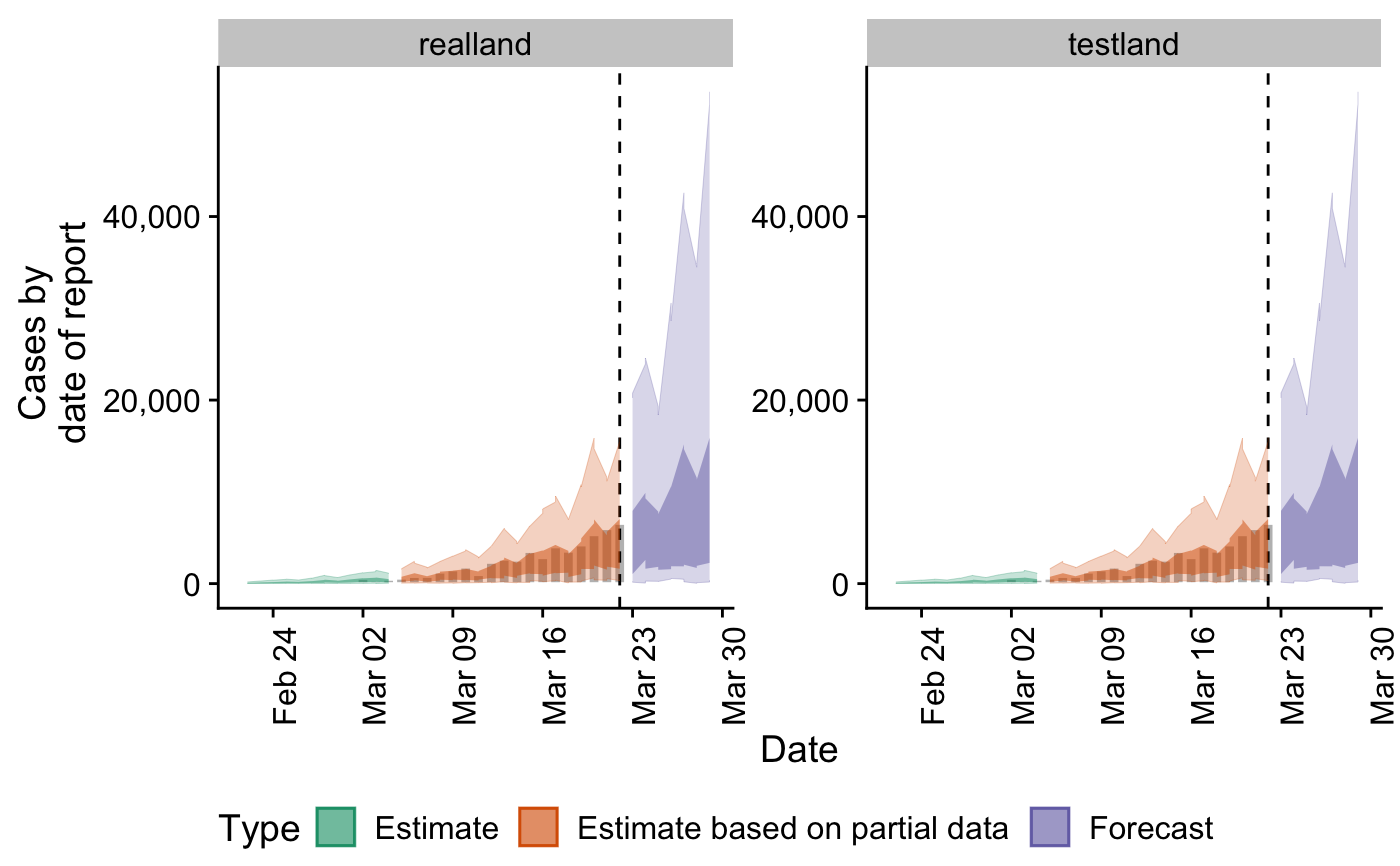 realland
testland
Cases by
date of report
40,000
20,000
0
40,000
20,000
0
Feb 24
Mar 02
Mar 09
Mar 16
Mar 23
Mar 30
Feb 24
Mar 02
Mar 09
Mar 16
Mar 23
Mar 30
Date
Type Estimate Estimate based on partial data Forecast